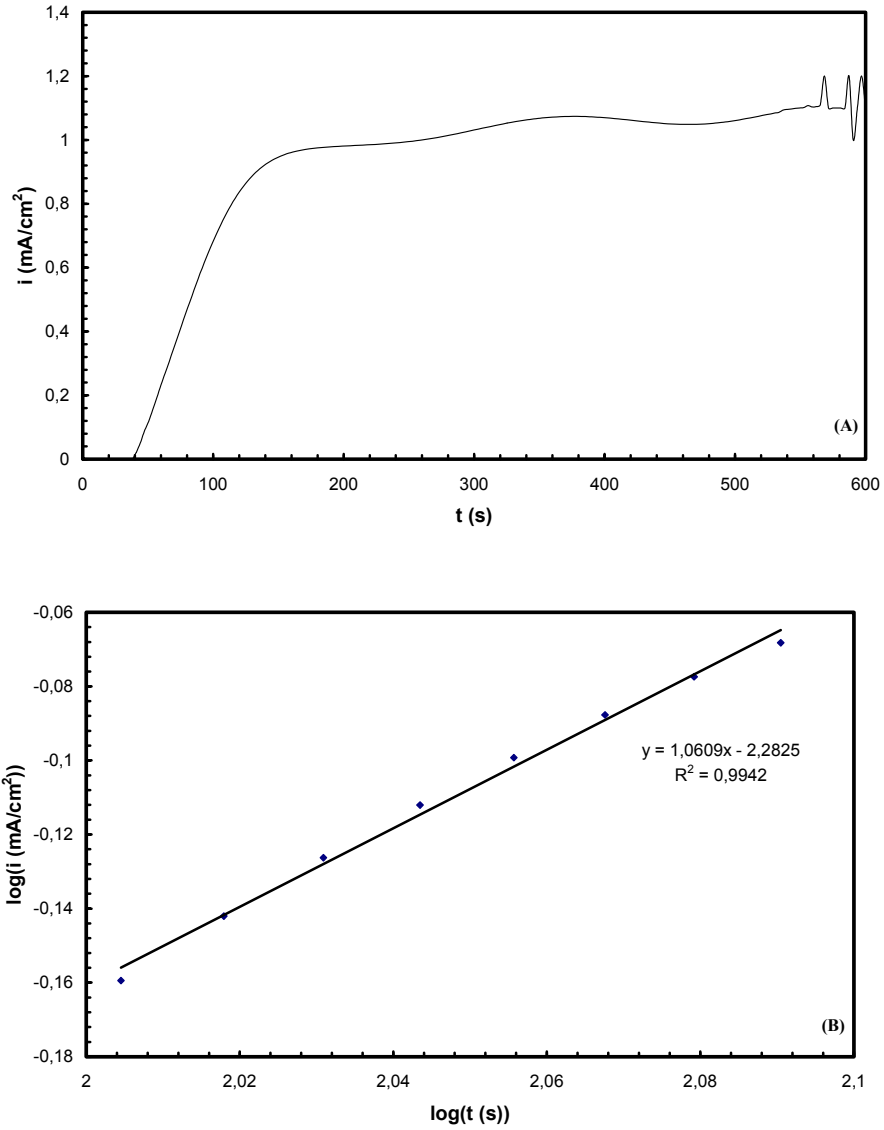 1,4
1,2
1
0,8
0,6
0,4
0,2
0
i (mA/cm²)
(A)
0 100 200 300 400 500 600
t (s)
-0,06
-0,08
-0,1
-0,12
-0,14
-0,16
-0,18
log(i (mA/cm²))
y = 1,0609x - 2,2825
R² = 0,9942
(B)
2 2,02 2,04 2,06 2,08 2,1
log(t (s))